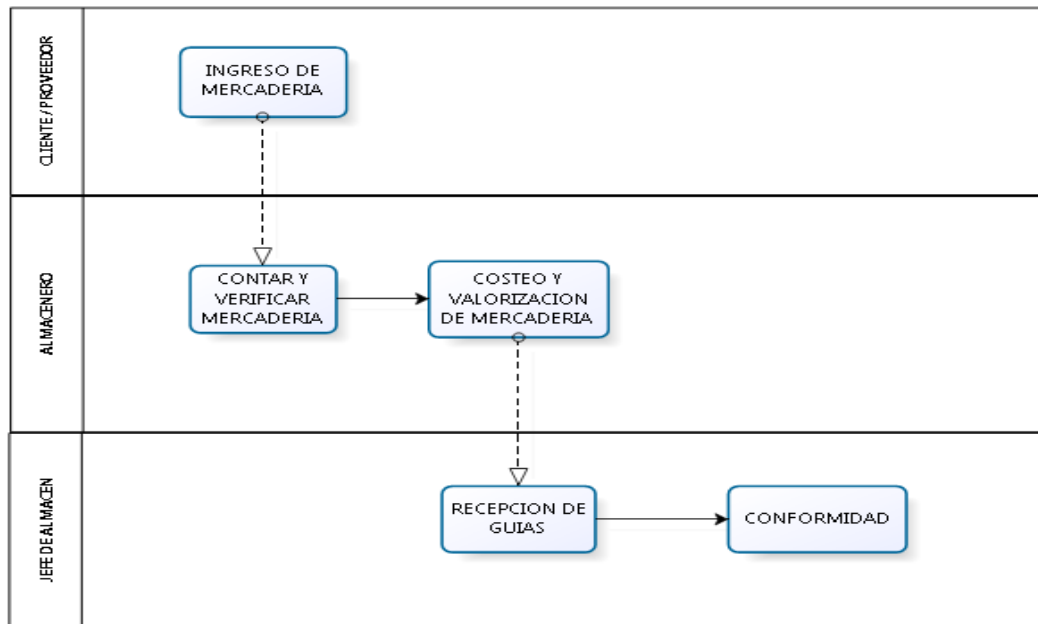 CLIENTE / PROVEEDOR
INGRESO DE
MERCADERIA
ALMACENERO
CONTAR Y
VERIFICAR
MERCADERIA
COSTEO Y
VALORIZACION
DE MERCADERIA
JEFE DE ALMACEN
RECEPCION DE
GUIAS
CONFORMIDAD